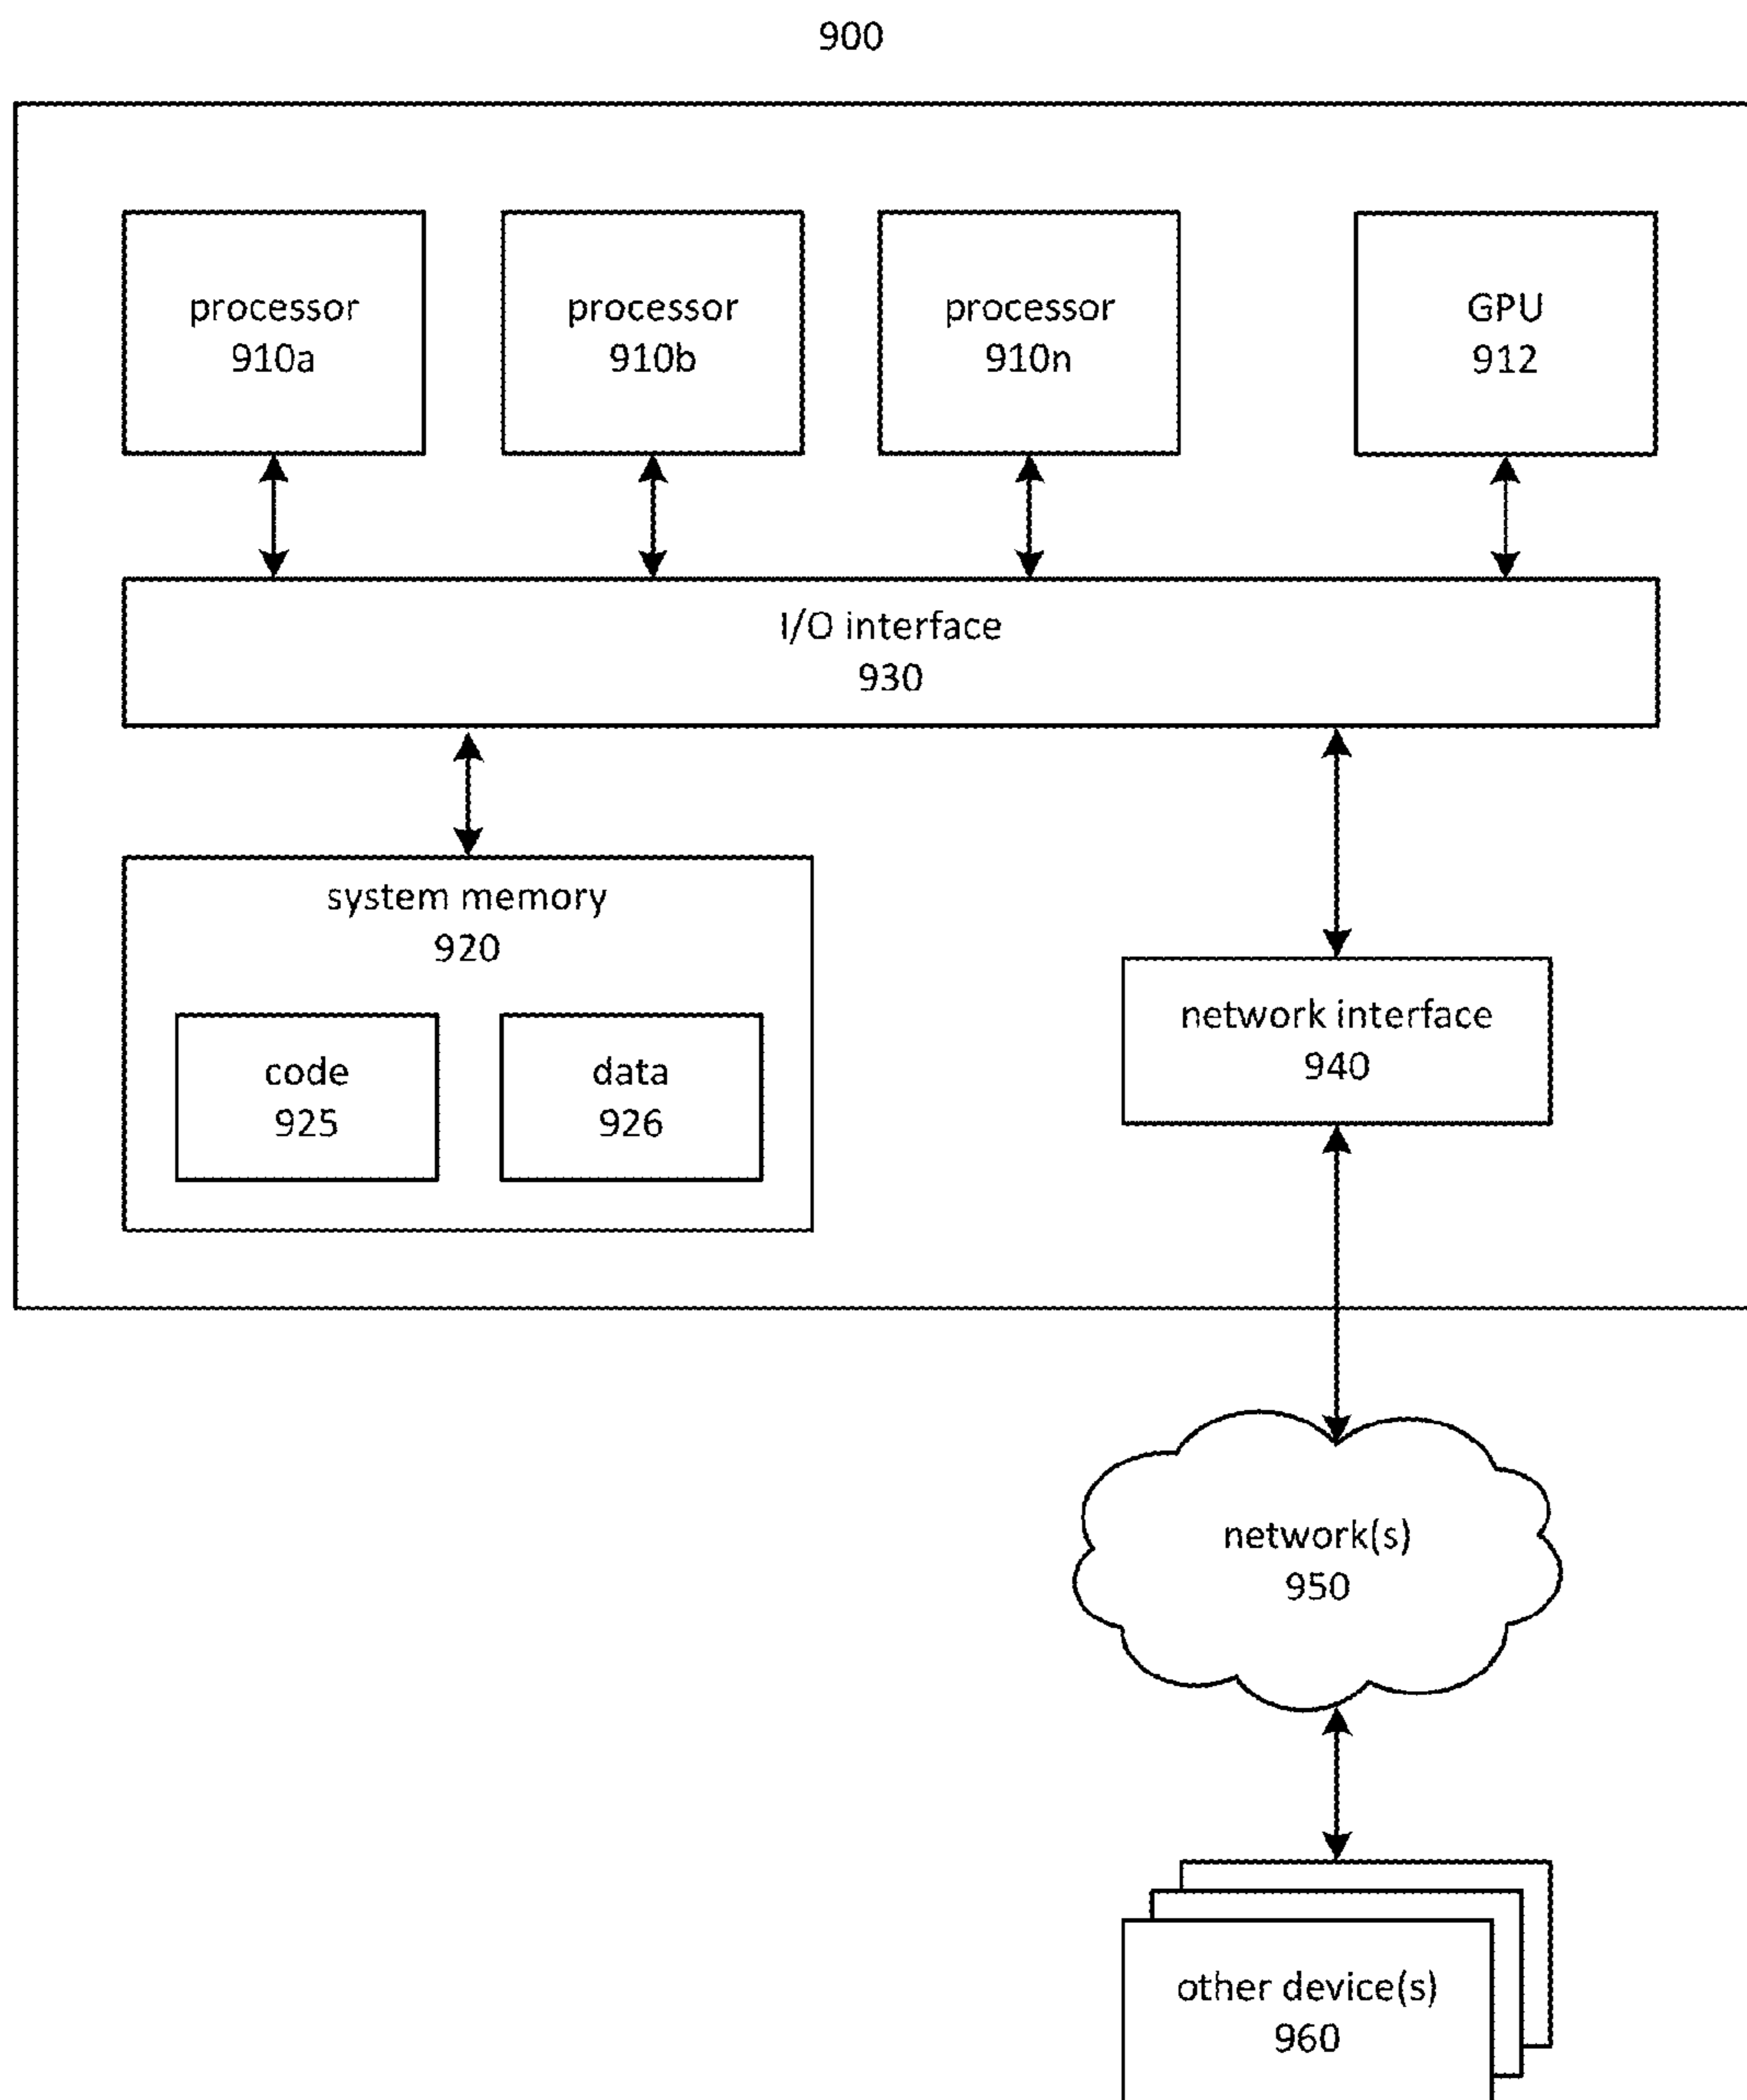 900
processor
910a
processor
910b
processor
910n
GPU
912
I/O interface
930
system memory
920
code
925
data
926
network interface
940
network(s)
950
other device(s)
960